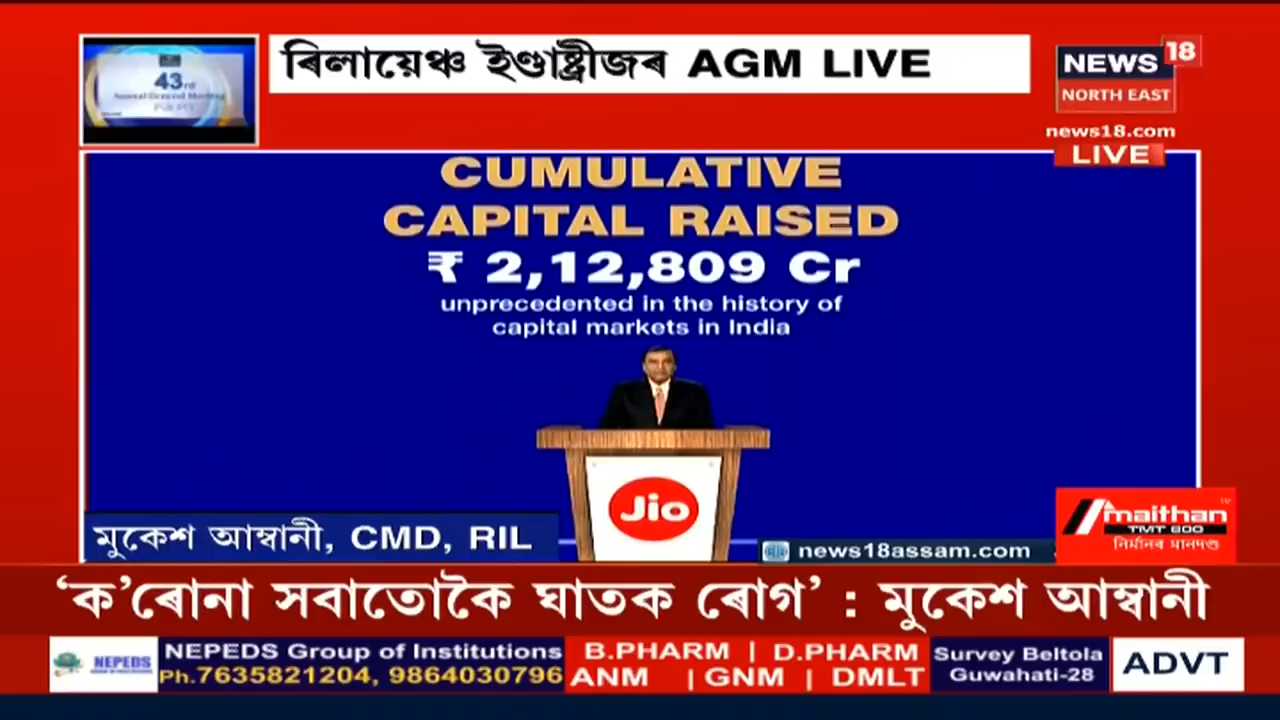 ৰিলায়েঞ্চ ইণ্ডাষ্ট্ৰীজৰ AGM LIVE
43rd
NEWS 18
NORTH EAST
news18.com
LIVE
CUMULATIVE
CAPITAL RAISED
₹ 2,12,809 Cr
unprecedented in the history of
capital markets in India
Jio
মুকেশ আম্বানী, CMD, RIL
news18assam.com
maithan
TMT 600
নিৰ্মানৰ মানদণ্ড
‘ক’ৰোনা সবাতোকৈ ঘাতক ৰোগ’ : মুকেশ আম্বানী
NEPEDS
NEPEDS Group of Institutions
Ph.7635821204, 9864030796
B.PHARM | D.PHARM
ANM | GNM | DMLT
Survey Beltola
Guwahati-28
ADVT